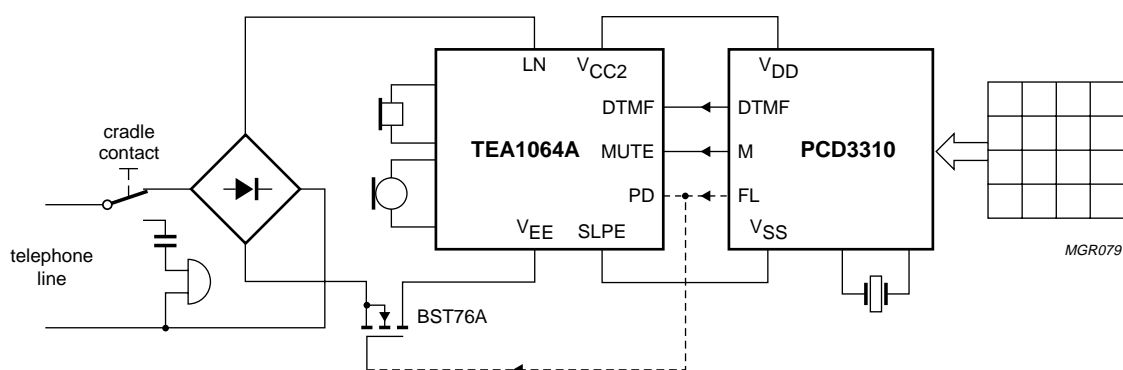 LN
VCC2
VDD
cradle
contact
DTMF
DTMF
TEA1064A
MUTE
M
PCD3310
PD
FL
telephone
line
VEE
SLPE
VSS
MGR079
BST76A